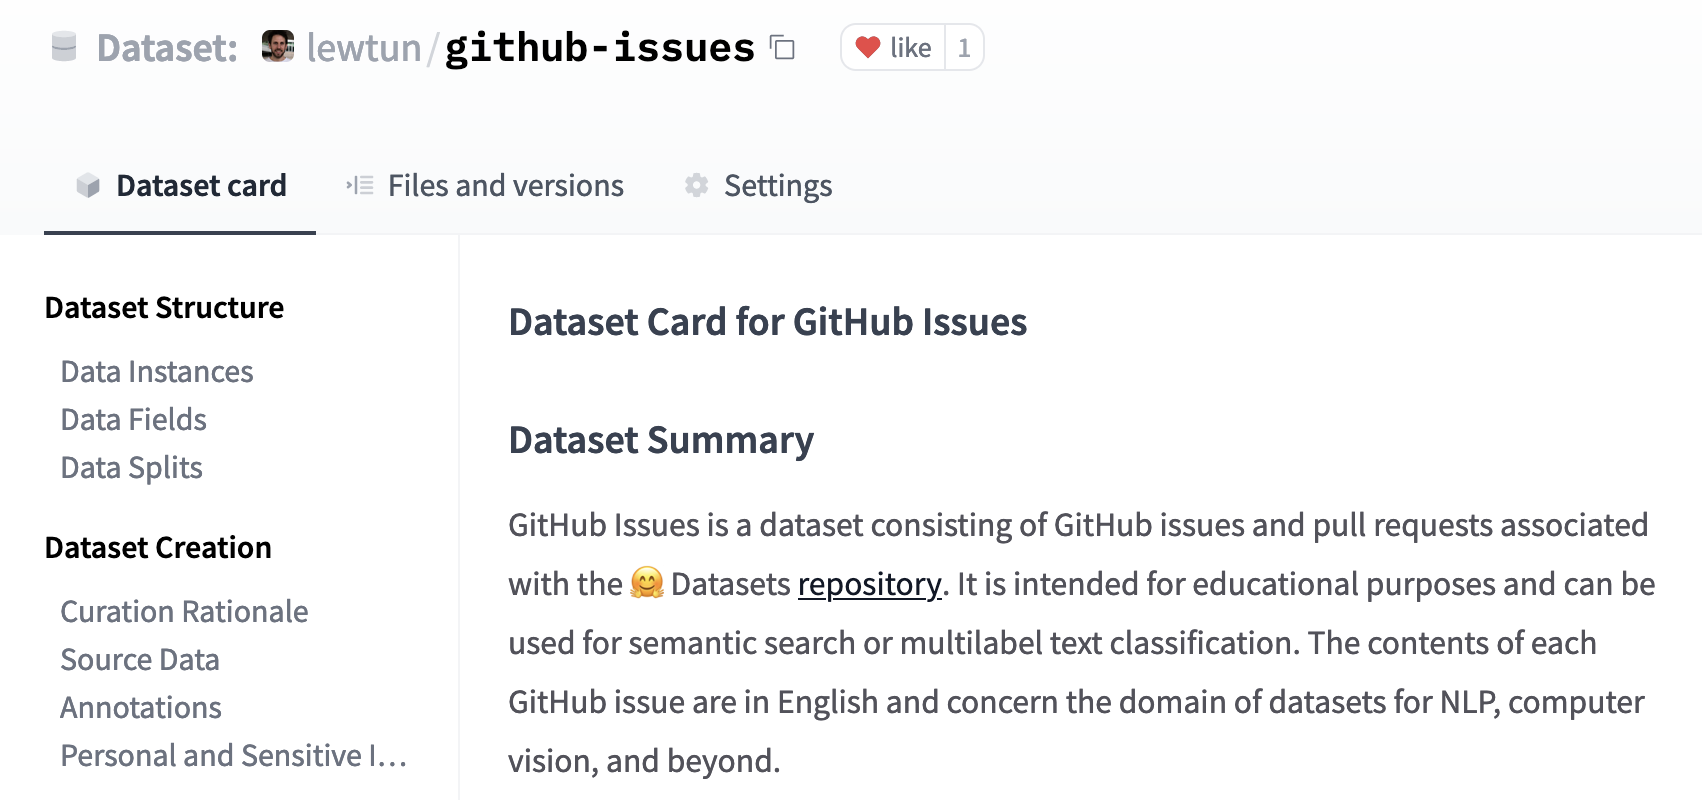 Dataset: lewtun/github-issues like 1
Dataset card Files and versions Settings
Dataset Structure
Data Instances
Data Fields
Data Splits
Dataset Creation
Curation Rationale
Source Data
Annotations
Personal and Sensitive I...
Dataset Card for GitHub Issues
Dataset Summary
GitHub Issues is a dataset consisting of GitHub issues and pull requests associated
with the 🤗 Datasets repository. It is intended for educational purposes and can be
used for semantic search or multilabel text classification. The contents of each
GitHub issue are in English and concern the domain of datasets for NLP, computer
vision, and beyond.